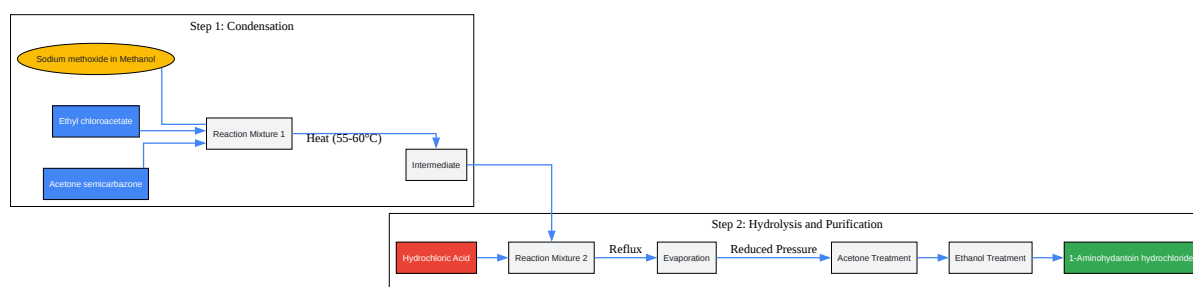 Step 1: Condensation
Sodium methoxide in Methanol
Ethyl chloroacetate
Reaction Mixture 1
Heat (55-60°C)
Intermediate
Acetone semicarbazone
Step 2: Hydrolysis and Purification
Hydrochloric Acid
Reaction Mixture 2
Reflux
Evaporation
Reduced Pressure
Acetone Treatment
Ethanol Treatment
1-Aminohydantoin hydrochloride